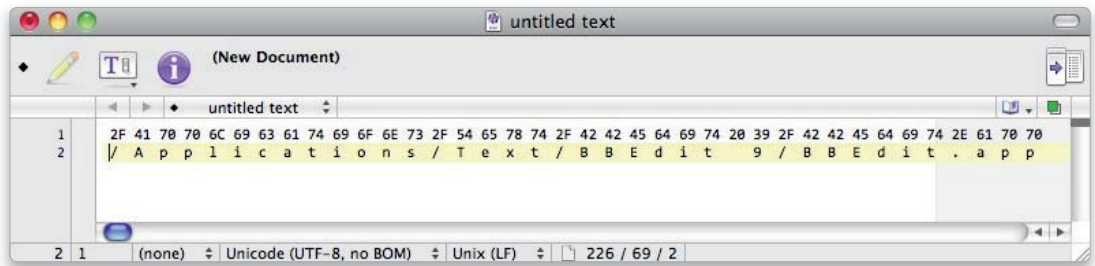 untitled text
(New Document)
untitled text
1 2F 41 70 70 6C 69 63 61 74 69 6F 6E 73 2F 54 65 78 74 2F 42 42 45 64 69 74 20 39 2F 42 42 45 64 69 74 2E 61 70 70
2 / A p p l i c a t i o n s / T e x t / B B E d i t 9 / B B E d i t . a p p
2 1 (none) Unicode (UTF-8, no BOM) Unix (LF) 226 / 69 / 2